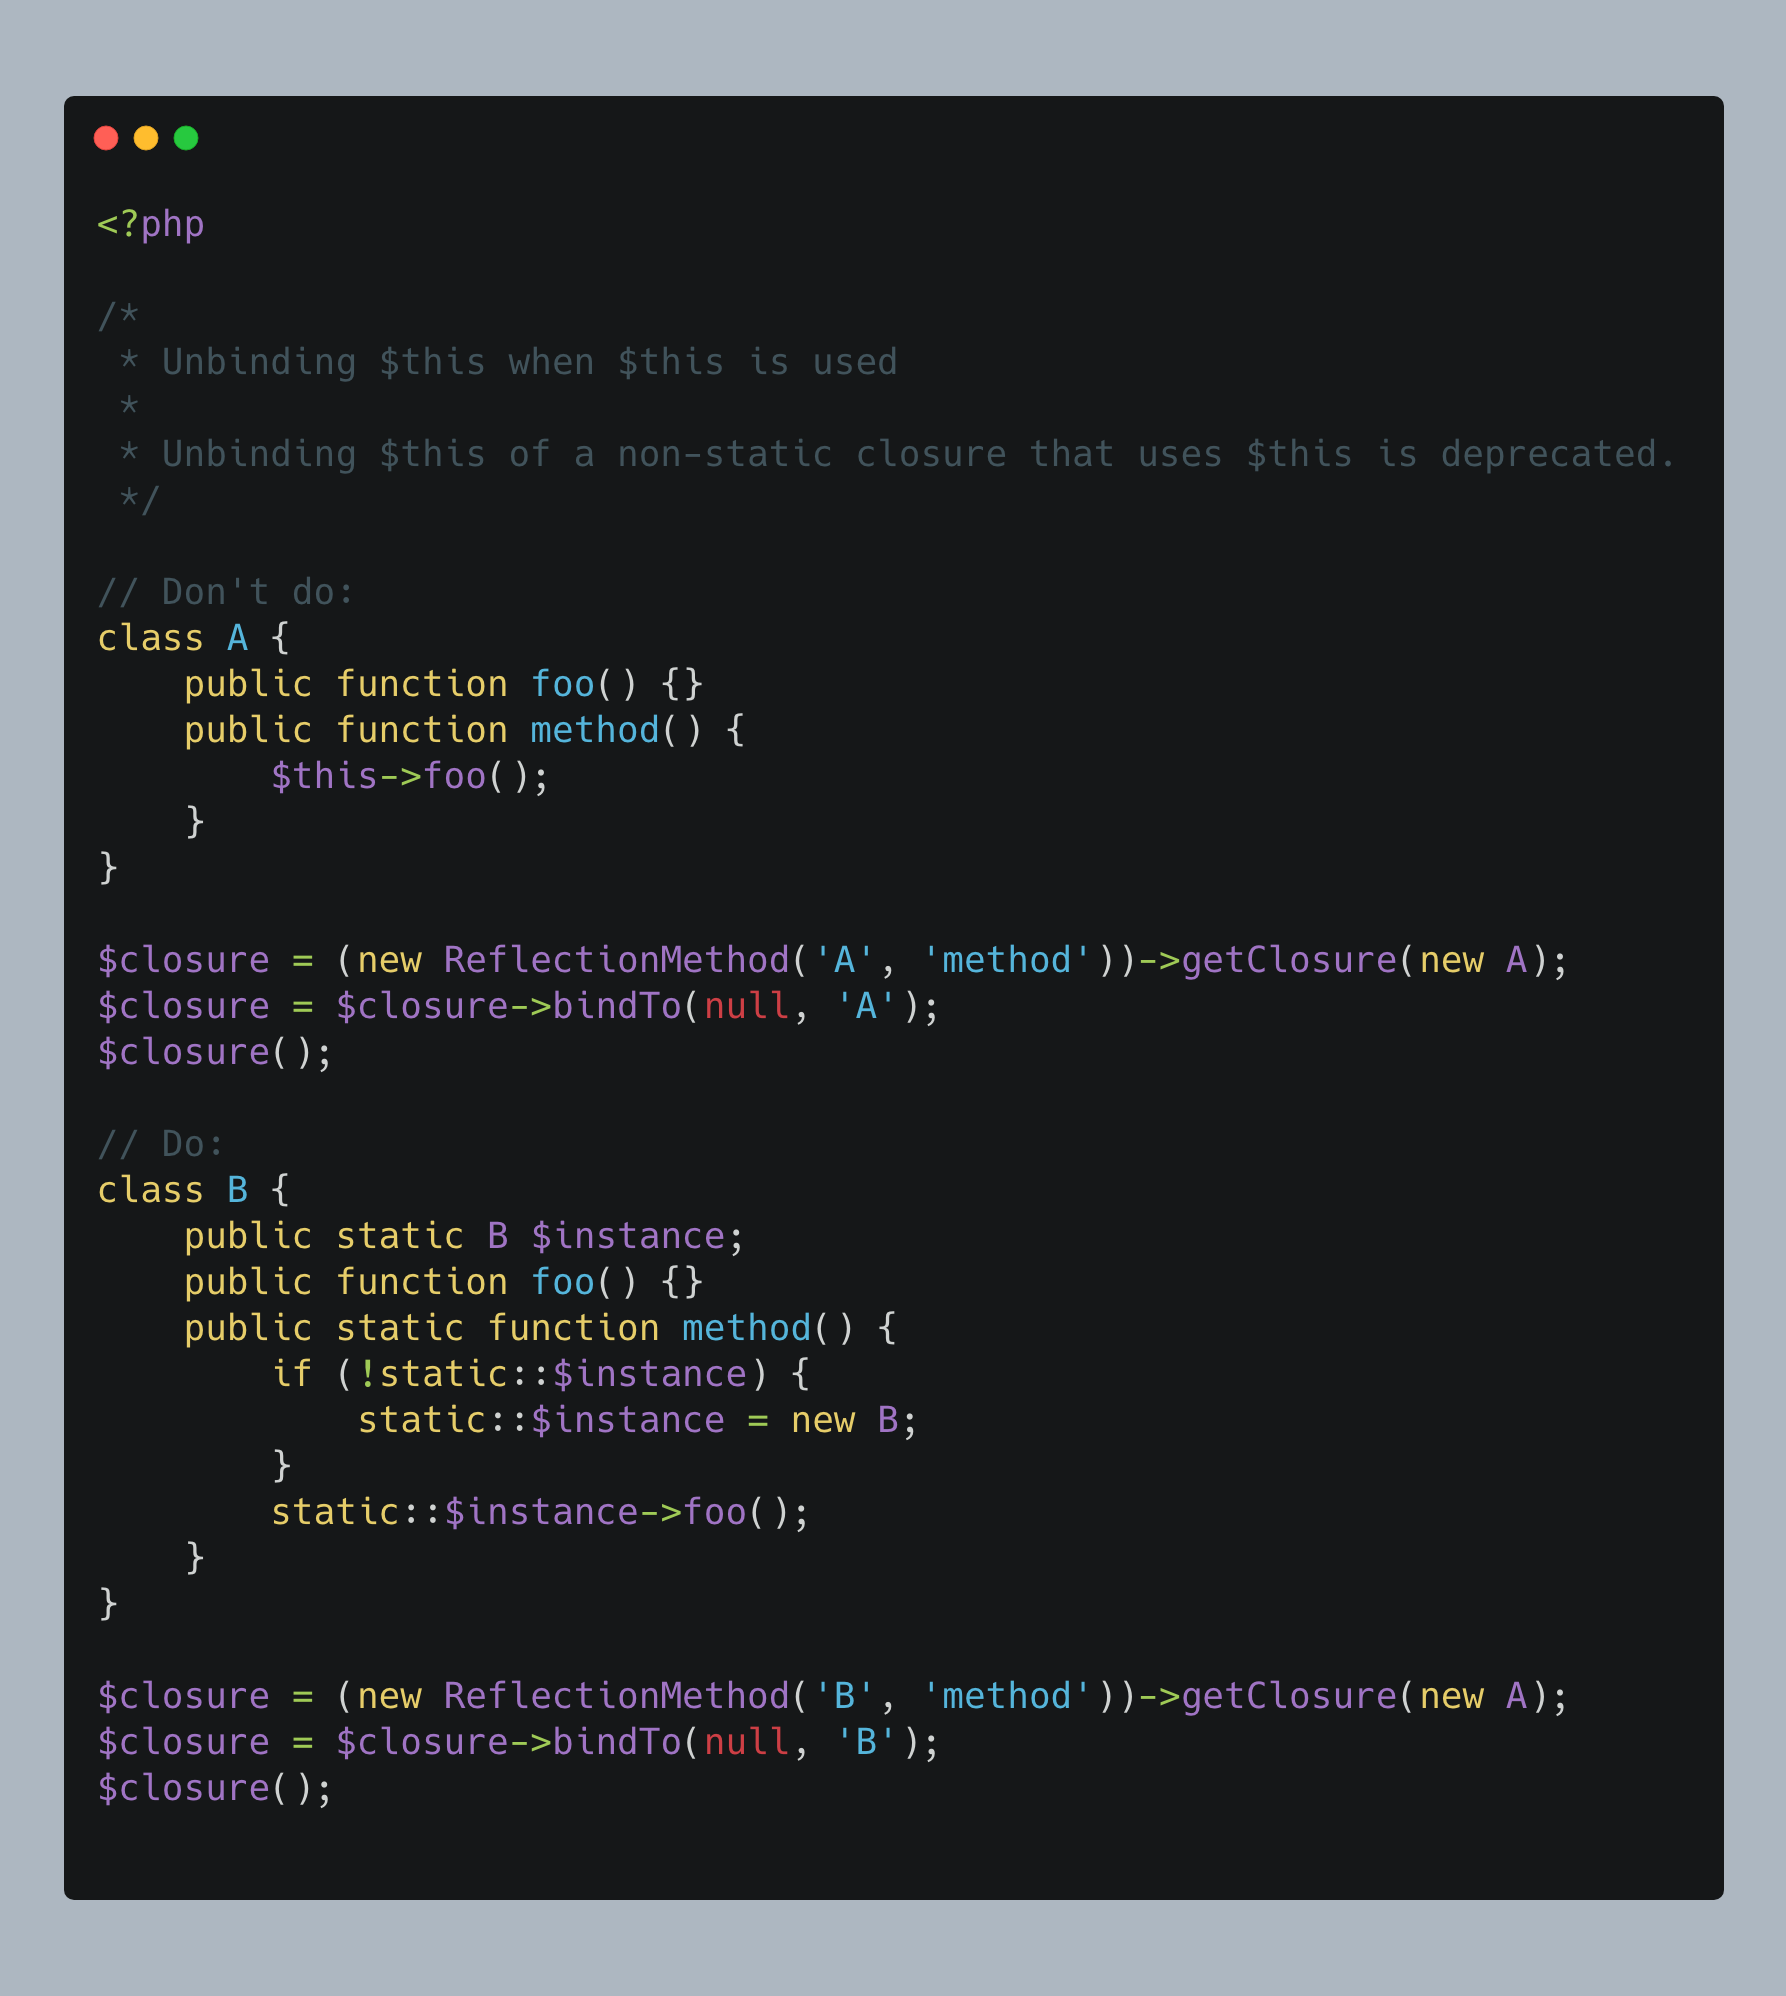 <?php

/*
 * Unbinding $this when $this is used
 *
 * Unbinding $this of a non-static closure that uses $this is deprecated.
 */

// Don't do:
class A {
    public function foo() {}
    public function method() {
        $this->foo();
    }
}

$closure = (new ReflectionMethod('A', 'method'))->getClosure(new A);
$closure = $closure->bindTo(null, 'A');
$closure();

// Do:
class B {
    public static B $instance;
    public function foo() {}
    public static function method() {
        if (!static::$instance) {
            static::$instance = new B;
        }
        static::$instance->foo();
    }
}

$closure = (new ReflectionMethod('B', 'method'))->getClosure(new A);
$closure = $closure->bindTo(null, 'B');
$closure();